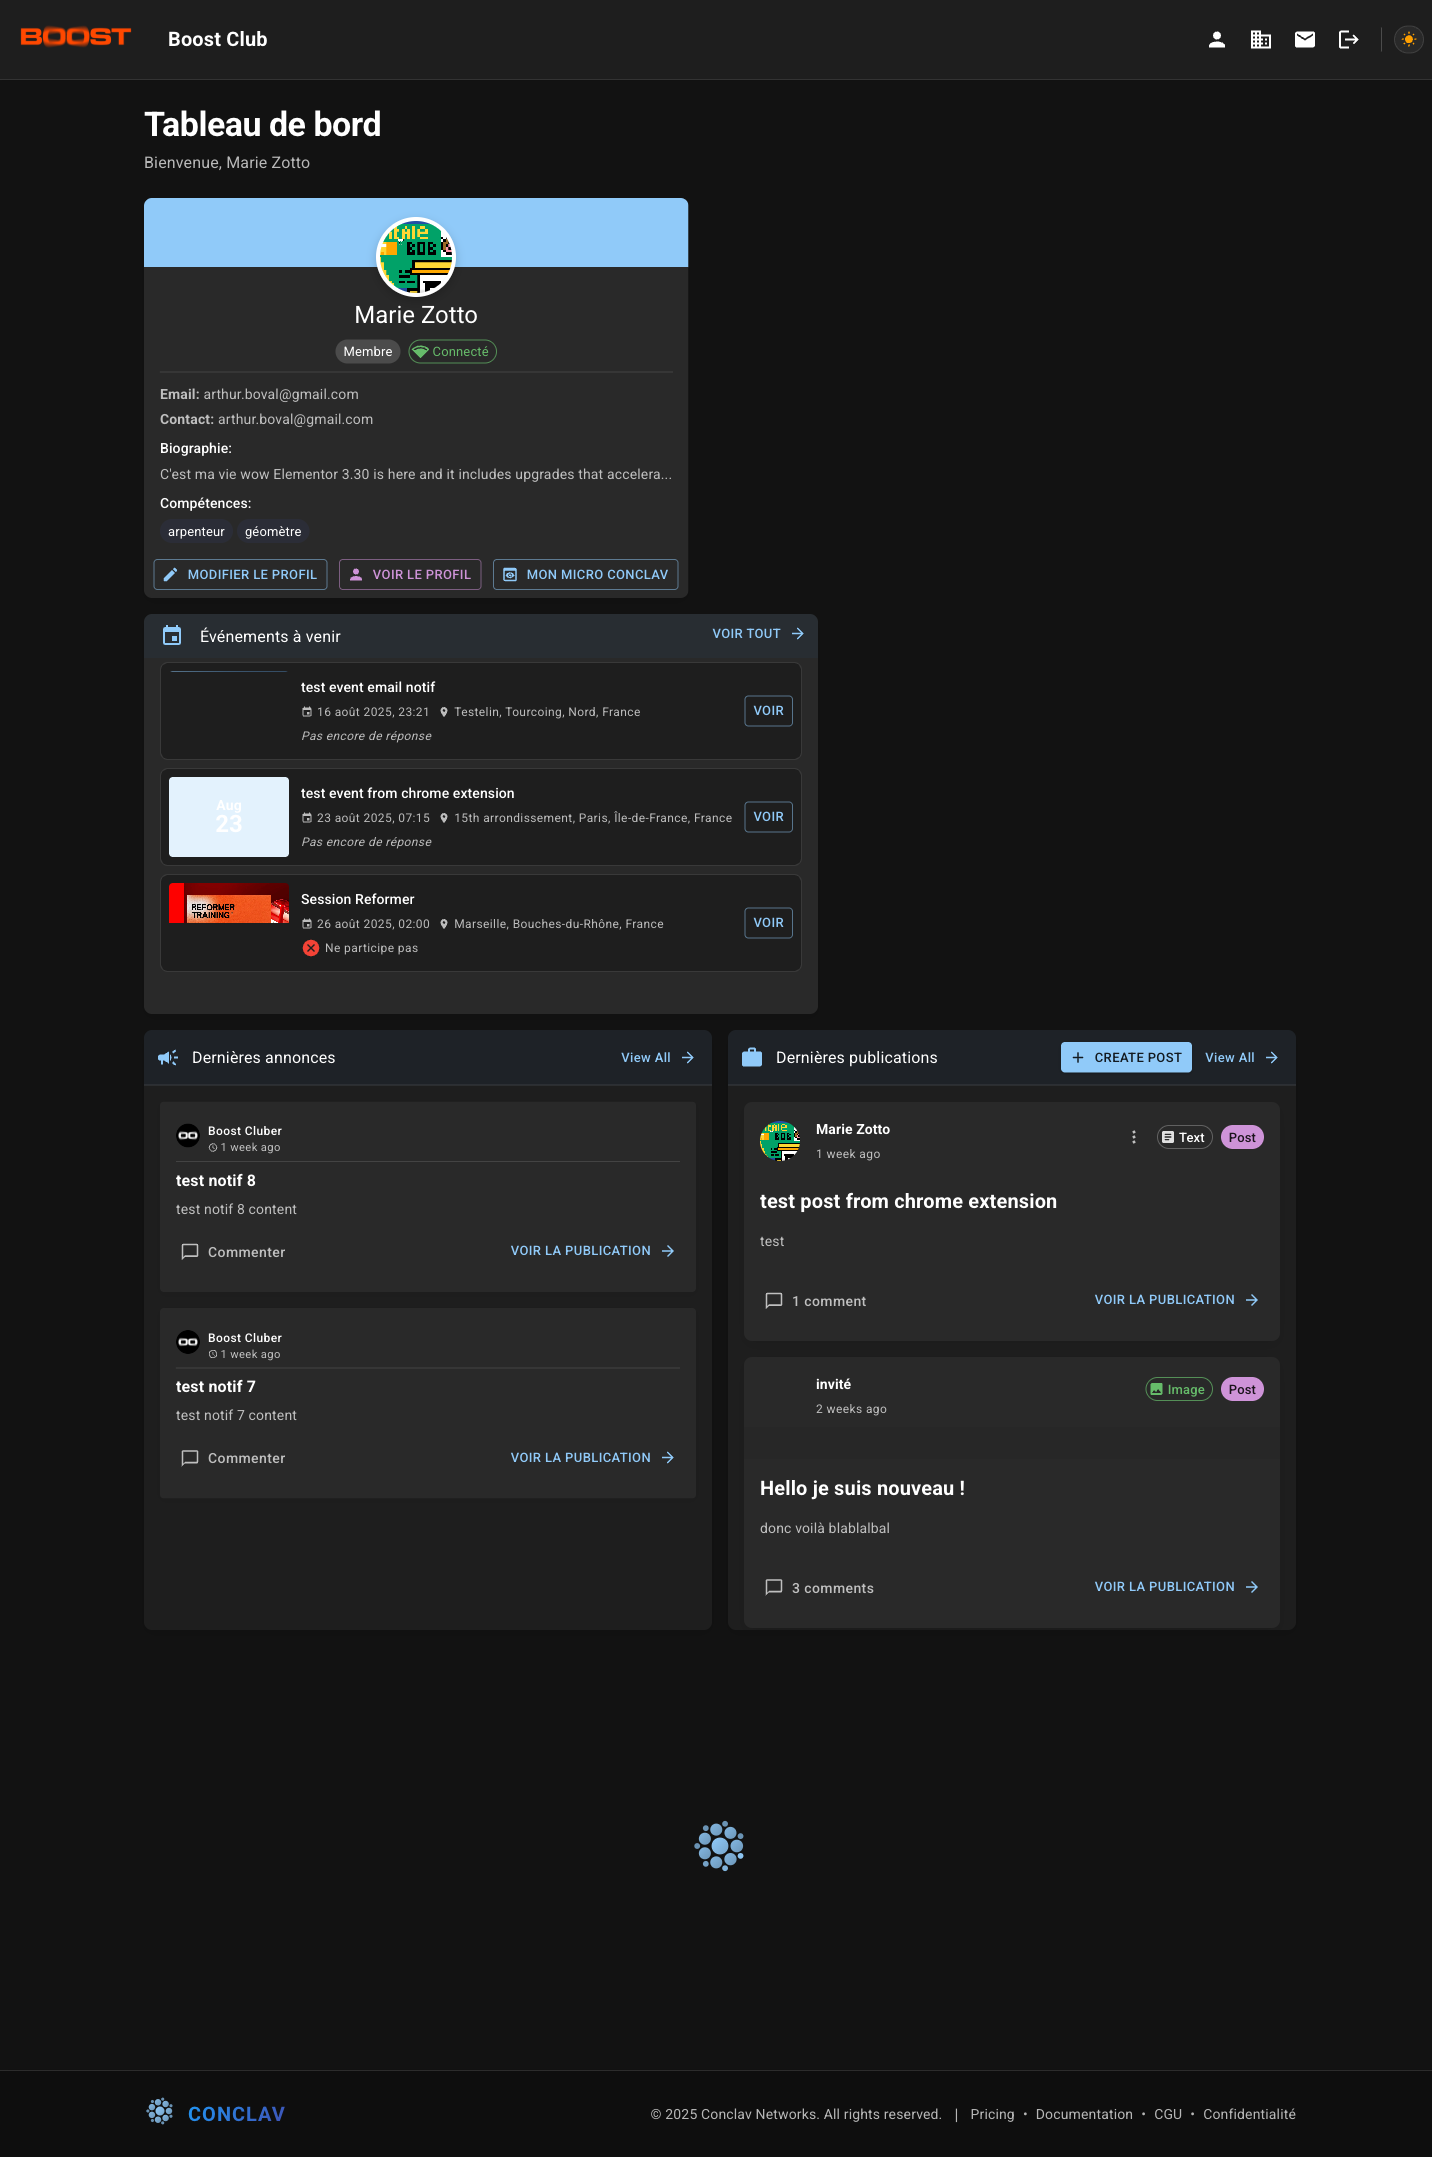 BOOST
Boost Club
Tableau de bord
Bienvenue, Marie Zotto
BOB
Marie Zotto
Membre Connecté
Email: arthur.boval@gmail.com
Contact: arthur.boval@gmail.com
Biographie:
C'est ma vie wow Elementor 3.30 is here and it includes upgrades that accelera...
Compétences:
arpenteur géomètre
MODIFIER LE PROFIL VOIR LE PROFIL MON MICRO CONCLAV
Événements à venir VOIR TOUT
test event email notif
16 août 2025, 23:21 Testelin, Tourcoing, Nord, France
Pas encore de réponse
VOIR
Aug
23
test event from chrome extension
23 août 2025, 07:15 15th arrondissement, Paris, Île-de-France, France
Pas encore de réponse
VOIR
REFORMER
TRAINING
Session Reformer
26 août 2025, 02:00 Marseille, Bouches-du-Rhône, France
Ne participe pas
VOIR
Dernières annonces View All
Boost Cluber
1 week ago
test notif 8
test notif 8 content
Commenter VOIR LA PUBLICATION
Boost Cluber
1 week ago
test notif 7
test notif 7 content
Commenter VOIR LA PUBLICATION
Dernières publications CREATE POST View All
Marie Zotto
1 week ago
Text Post
test post from chrome extension
test
1 comment VOIR LA PUBLICATION
invité
2 weeks ago
Image Post
Hello je suis nouveau !
donc voilà blablalbal
3 comments VOIR LA PUBLICATION
CONCLAV
© 2025 Conclav Networks. All rights reserved. | Pricing • Documentation • CGU • Confidentialité